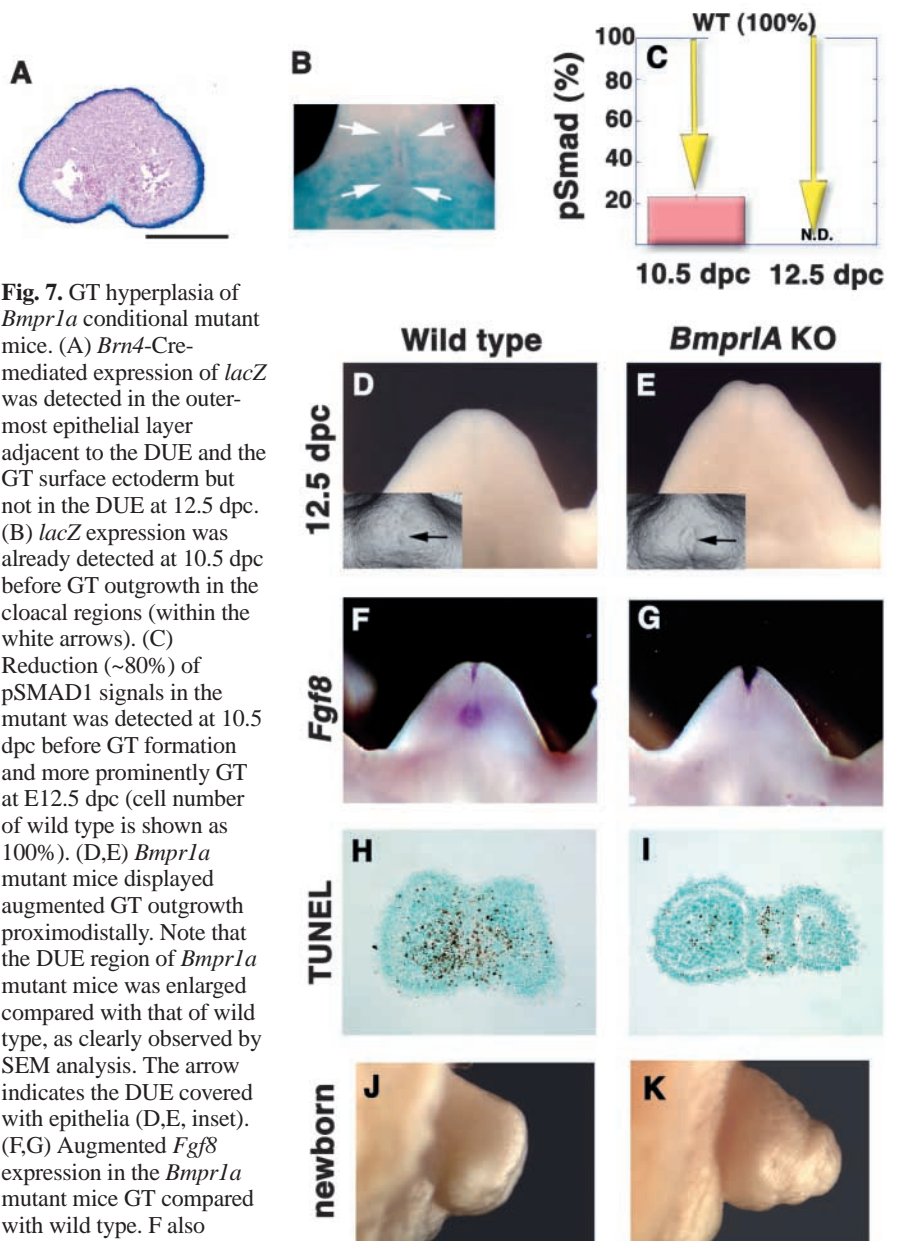 A
B
WT (100%)
C
pSmad (%)
100
80
60
40
20
N.D.
10.5 dpc 12.5 dpc
Fig. 7. GT hyperplasia of
Bmpr1a conditional mutant
mice. (A) Brn4-Cre-
mediated expression of lacZ
was detected in the outer-
most epithelial layer
adjacent to the DUE and the
GT surface ectoderm but
not in the DUE at 12.5 dpc.
(B) lacZ expression was
already detected at 10.5 dpc
before GT outgrowth in the
cloacal regions (within the
white arrows). (C)
Reduction (~80%) of
pSMAD1 signals in the
mutant was detected at 10.5
dpc before GT formation
and more prominently GT
at E12.5 dpc (cell number
of wild type is shown as
100%). (D,E) Bmpr1a
mutant mice displayed
augmented GT outgrowth
proximodistally. Note that
the DUE region of Bmpr1a
mutant mice was enlarged
compared with that of wild
type, as clearly observed by
SEM analysis. The arrow
indicates the DUE covered
with epithelia (D,E, inset).
(F,G) Augmented Fgf8
expression in the Bmpr1a
mutant mice GT compared
with wild type. F also
Wild type BmprIA KO
12.5 dpc
D
E
Fgf8
F
G
TUNEL
H
I
newborn
J
K